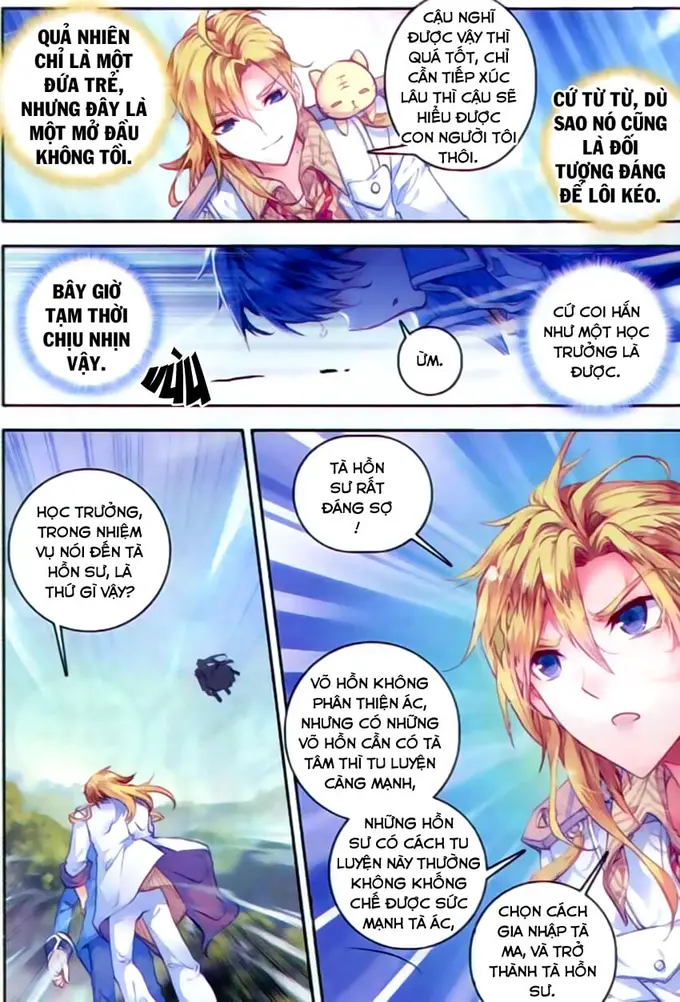 QUẢ NHIÊN
CHỈ LÀ MỘT
ĐỨA TRẺ,
NHƯNG ĐÂY LÀ
MỘT MỞ ĐẦU
KHÔNG TỒI.
CẬU NGHĨ
ĐƯỢC VẬY THÌ
QUÁ TỐT, CHỈ
CẦN TIẾP XÚC
LÂU THÌ CẬU SẼ
HIỂU ĐƯỢC
CON NGƯỜI TÔI
THÔI.
CỨ TỪ TỪ, DÙ
SAO NÓ CŨNG
LÀ ĐỐI
TƯỢNG ĐÁNG
ĐỂ LÔI KÉO.
BÂY GIỜ
TẠM THỜI
CHỊU NHỊN
VẬY.
VÙÙÙ
ỪM.
CỨ COI HẮN
NHƯ MỘT HỌC
TRƯỞNG LÀ
ĐƯỢC.
HỌC TRƯỞNG,
TRONG NHIỆM
VỤ NÓI ĐẾN TÀ
HỒN SƯ, LÀ
THỨ GÌ VẬY?
TÀ HỒN
SƯ RẤT
ĐÁNG SỢ
!
VÕ HỒN KHÔNG
PHÂN THIỆN ÁC,
NHƯNG CÓ NHỮNG
VÕ HỒN CẦN CÓ TÀ
TÂM THÌ TU LUYỆN
CÀNG MẠNH,
NHỮNG HỒN
SƯ CÓ CÁCH TU
LUYỆN NÀY THƯỜNG
KHÔNG KHỐNG
CHẾ ĐƯỢC SỨC
MẠNH TÀ ÁC,
CHỌN CÁCH
GIA NHẬP TÀ
MA, VÀ TRỞ
THÀNH TÀ HỒN
SƯ.